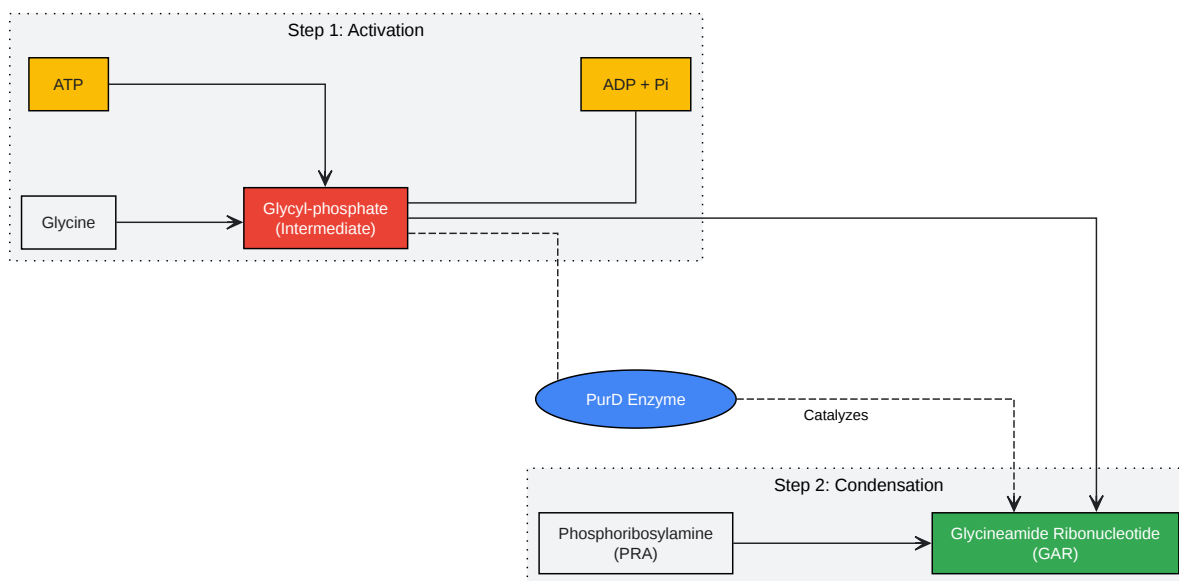 Step 1: Activation
ATP
ADP + Pi
Glycine
Glycyl-phosphate
(Intermediate)
PurD Enzyme
Catalyzes
Step 2: Condensation
Phosphoribosylamine
(PRA)
Glycineamide Ribonucleotide
(GAR)